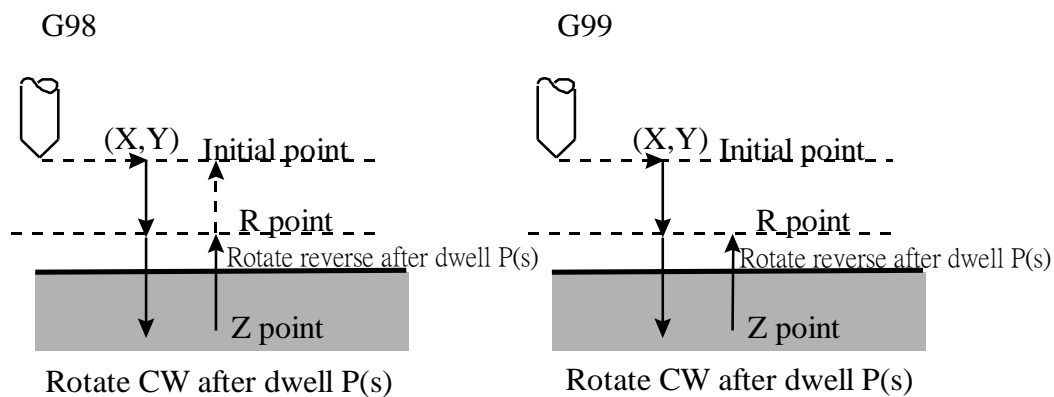 G98
(X,Y)
Initial point
R point
Rotate reverse after dwell P(s)
Z point
Rotate CW after dwell P(s)
G99
(X,Y)
Initial point
R point
Rotate reverse after dwell P(s)
Z point
Rotate CW after dwell P(s)